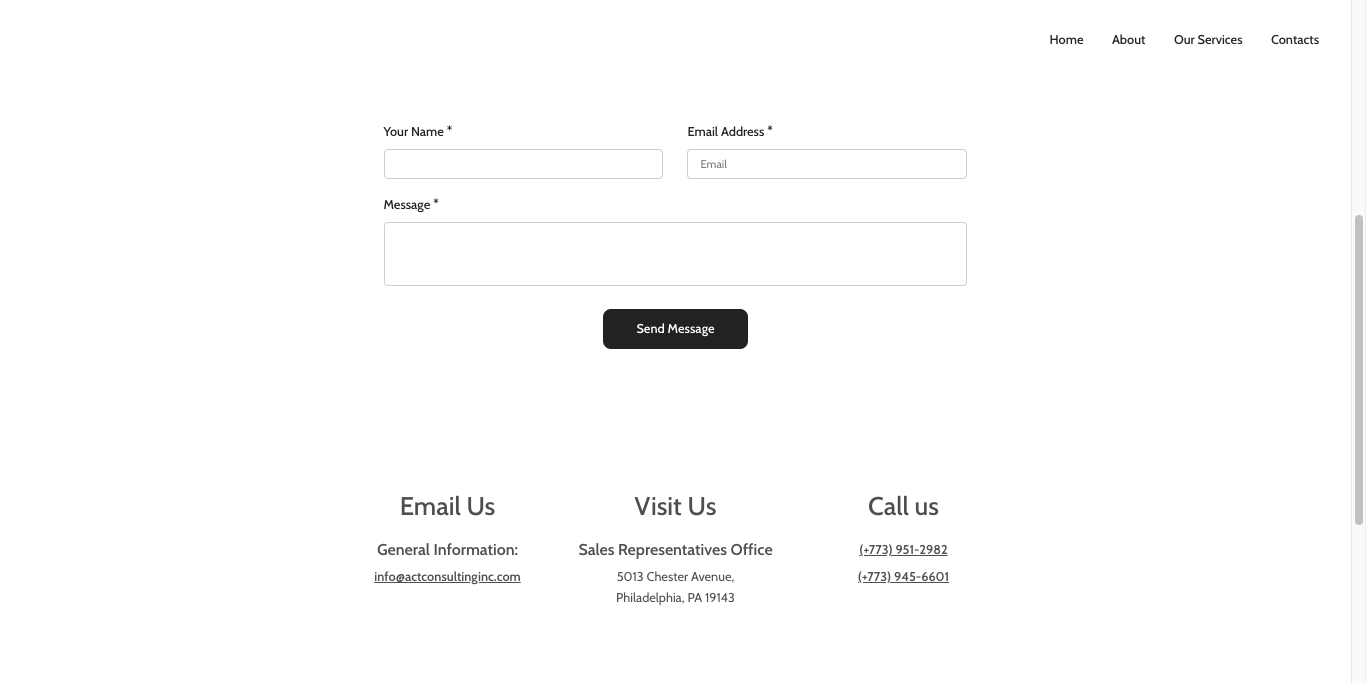 Home About Our Services Contacts
Your Name * Email Address *
Email
Message *
Send Message
Email Us Visit Us Call us
General Information: Sales Representatives Office (+773) 951-2982
info@actconsultinginc.com 5013 Chester Avenue, (+773) 945-6601
Philadelphia, PA 19143